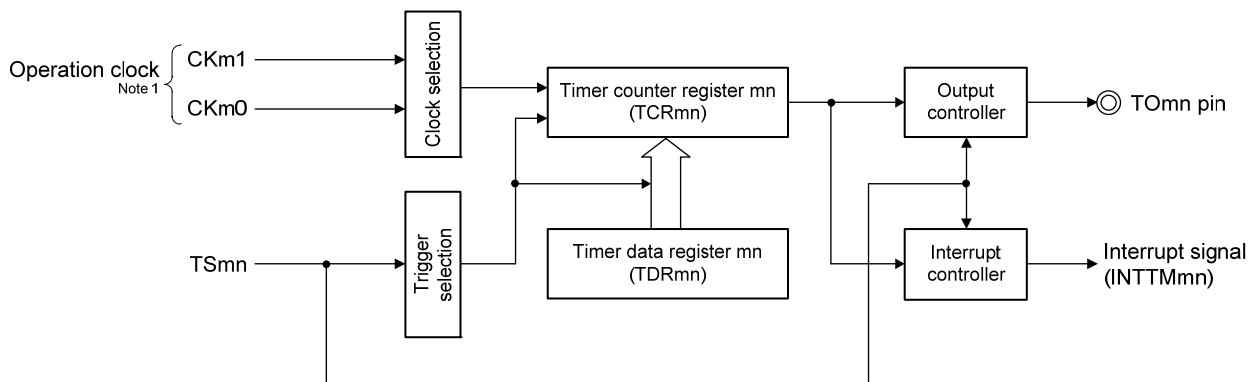 Operation clock
Note 1
CKm1
CKm0
Clock selection
Timer counter register mn
(TCRmn)
Output
controller
TOmn pin
TSmn
Trigger
selection
Timer data register mn
(TDRmn)
Interrupt
controller
Interrupt signal
(INTTMmn)